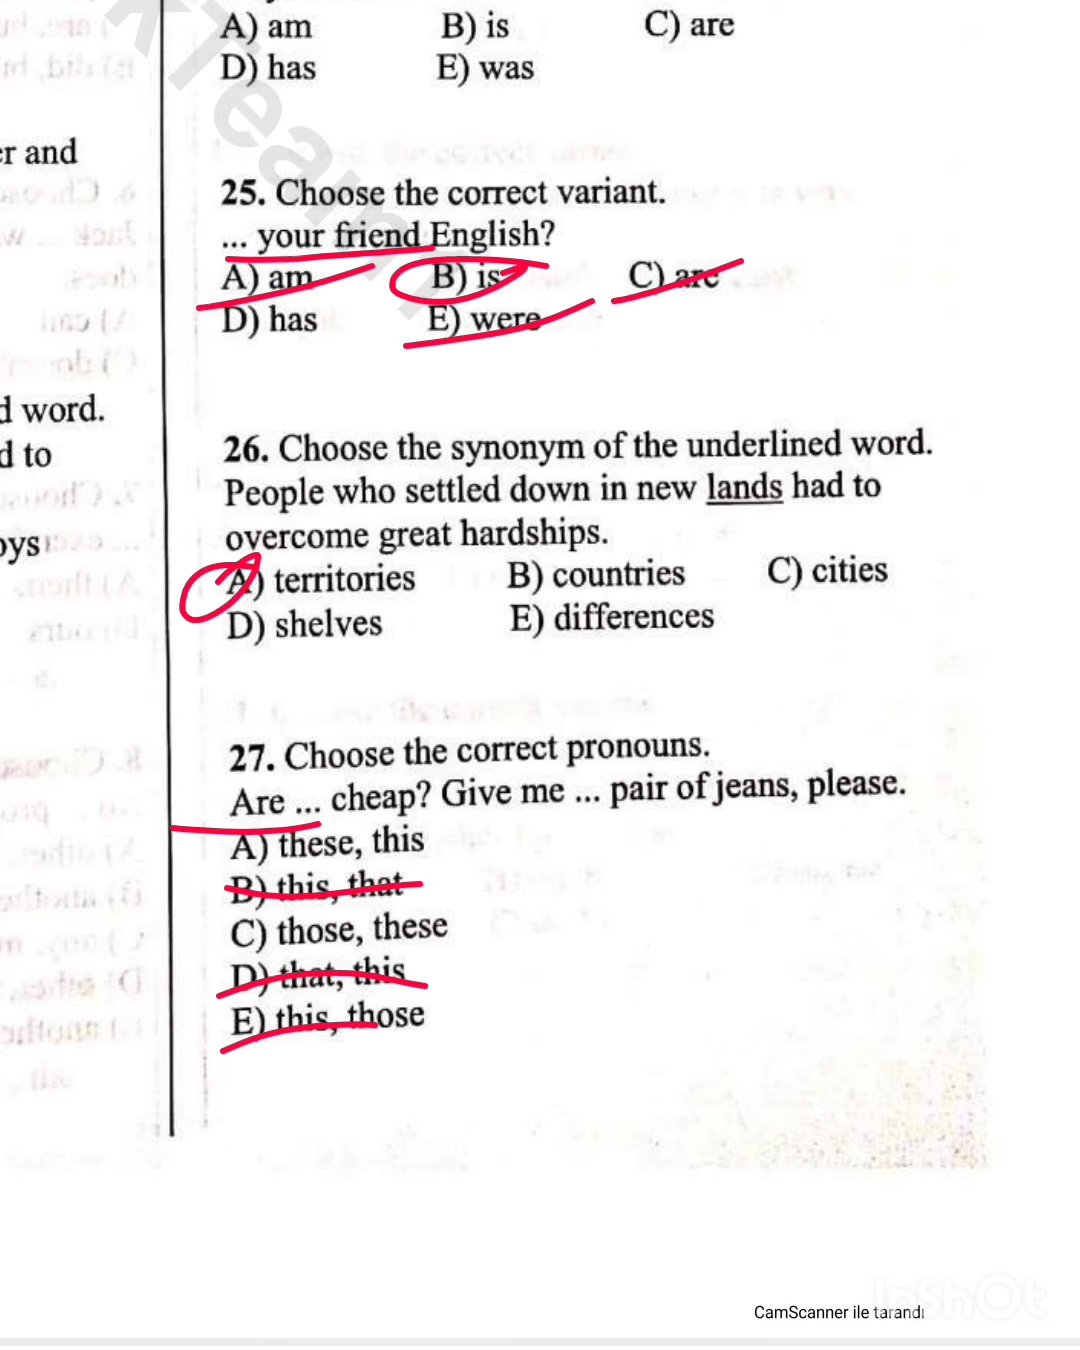 A) am B) is C) are
D) has E) was
er and
25. Choose the correct variant.
... your friend English?
A) am B) is C) are
D) has E) were
d word.
d to
oys
26. Choose the synonym of the underlined word.
People who settled down in new lands had to
overcome great hardships.
A) territories B) countries C) cities
D) shelves E) differences
27. Choose the correct pronouns.
Are ... cheap? Give me ... pair of jeans, please.
A) these, this
B) this, that
C) those, these
D) that, this
E) this, those
InShOt
CamScanner ile tarandı